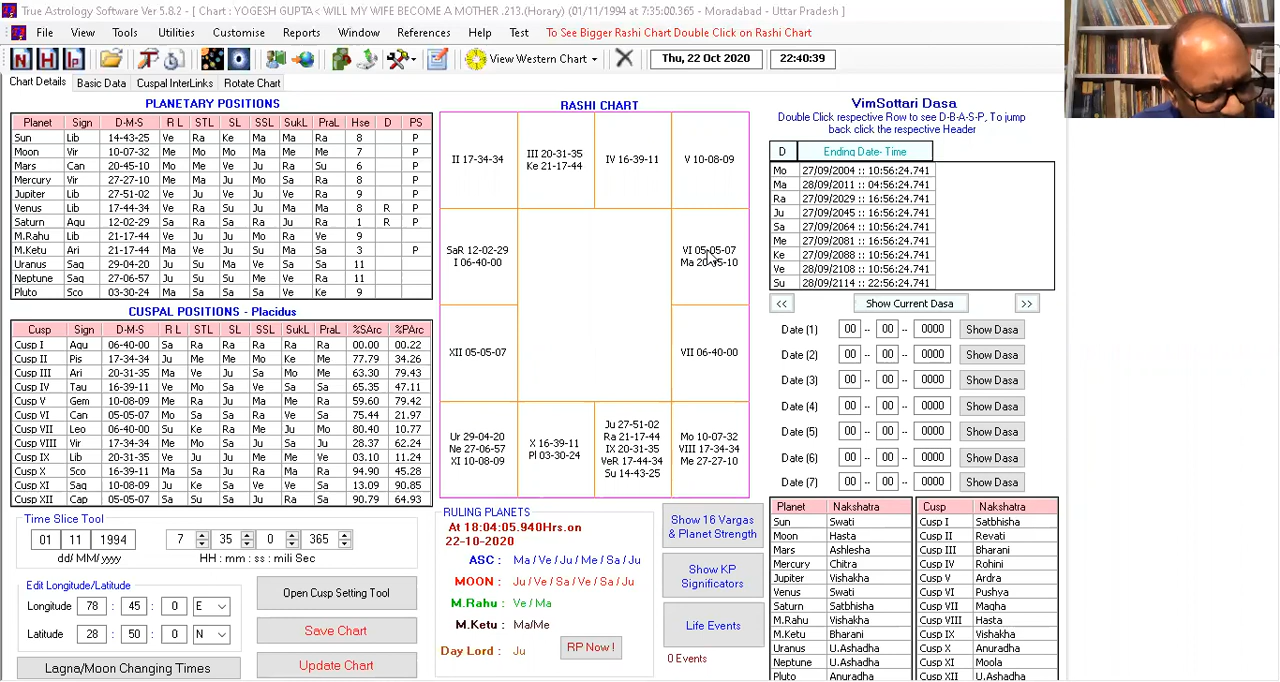 True Astrology Software Ver 5.8.2 - [ Chart : YOGESH GUPTA< WILL MY WIFE BECOME A MOTHER .213.(Horary) (01/11/1994 at 7:35:00.365 - Moradabad - Uttar Pradesh ]
File View Tools Utilities Customise Reports Window References Help Test To See Bigger Rashi Chart Double Click on Rashi Chart
View Western Chart Thu, 22 Oct 2020 22:40:39
Chart Details Basic Data Cuspal InterLinks Rotate Chart
PLANETARY POSITIONS
Planet Sign D-M-S R L STL SL SSL SukL PraL Hse D PS
Sun Lib 14-43-25 Ve Ra Ke Ma Ma Ra 8 P
Moon Vir 10-07-32 Me Mo Mo Ma Me Me 7 P
Mars Can 20-45-10 Mo Me Ve Ju Ra Su 6 P
Mercury Vir 27-27-10 Me Ma Ju Mo Sa Ra 8 P
Jupiter Lib 27-51-02 Ve Ju Ve Ju Ve Me 9 P
Venus Lib 17-44-34 Ve Ra Su Ju Ma Ve 8 R P
Saturn Aqu 12-02-29 Sa Ra Sa Ra Ju Ra 1 R P
M.Rahu Lib 21-17-44 Ve Ju Ju Mo Ra Ve 9
M.Ketu Ari 21-17-44 Ma Ve Ju Su Ma Sa 3 P
Uranus Sag 29-04-20 Ju Su Ma Ve Sa Sa 11
Neptune Sag 27-06-57 Ju Su Su Mo Ju Ra 11
Pluto Sco 03-30-24 Ma Sa Sa Me Ve Ke 9
CUSPAL POSITIONS - Placidus
Cusp Sign D-M-S R L STL SL SSL SukL PraL %SArc %PArc
Cusp I Aqu 06-40-00 Sa Ra Ra Ra Ra Ra 00.00 00.22
Cusp II Pis 17-34-34 Ju Me Me Mo Ke Me 77.79 34.26
Cusp III Ari 20-31-35 Ma Ve Ju Sa Mo Me 63.30 79.43
Cusp IV Tau 16-39-11 Ve Mo Sa Ve Sa Me 65.35 47.11
Cusp V Gem 10-08-09 Me Ra Ju Sa Ma Ra 59.60 79.42
Cusp VI Can 05-05-07 Mo Sa Sa Ra Ve Sa 75.44 21.97
Cusp VII Leo 06-40-00 Su Ke Ra Me Ju Me 80.40 10.77
Cusp VIII Vir 17-34-34 Me Mo Sa Ju Ju Sa 28.37 62.24
Cusp IX Lib 20-31-35 Ve Ju Ju Me Me Ve 03.10 11.24
Cusp X Sco 16-39-11 Ma Sa Ju Ra Ma Ra 94.90 45.28
Cusp XI Sag 10-08-09 Ju Ke Sa Ve Sa Ve 13.09 90.85
Cusp XII Cap 05-05-07 Sa Su Sa Ju Ra Sa 90.79 64.93
RASHI CHART
II 17-34-34
III 20-31-35
Ke 21-17-44
IV 16-39-11
V 10-08-09
SaR 12-02-29
I 06-40-00
VI 05-05-07
XII 05-05-07
VII 06-40-00
Ur 29-04-20
Ne 27-06-57
XI 10-08-09
X 16-39-11
Pl 03-30-24
Ju 27-51-02
Ra 21-17-44
IX 20-31-35
VeR 17-44-34
Su 14-43-25
Mo 10-07-32
VIII 17-34-34
Me 27-27-10
VimSottari Dasa
Double Click respective Row to see D-B-A-S-P, To jump
back click the respective Header
D Ending Date- Time
Mo 27/09/2004 :: 10:56:24.741
Ma 28/09/2011 :: 04:56:24.741
Ra 27/09/2029 :: 16:56:24.741
Ju 27/09/2045 :: 16:56:24.741
Sa 27/09/2064 :: 10:56:24.741
Me 27/09/2081 :: 16:56:24.741
Ke 27/09/2088 :: 10:56:24.741
Ve 28/09/2108 :: 10:56:24.741
Su 28/09/2114 :: 22:56:24.741
<< Show Current Dasa >>
Date (1) 00 -- 00 -- 0000 Show Dasa
Date (2) 00 -- 00 -- 0000 Show Dasa
Date (3) 00 -- 00 -- 0000 Show Dasa
Date (4) 00 -- 00 -- 0000 Show Dasa
Date (5) 00 -- 00 -- 0000 Show Dasa
Date (6) 00 -- 00 -- 0000 Show Dasa
Date (7) 00 -- 00 -- 0000 Show Dasa
Time Slice Tool
01 11 1994 7 35 0 365
dd/ MM/ yyyy HH : mm : ss : mili Sec
Edit Longitude/Latitude
Longitude 78 : 45 : 0 E
Latitude 28 : 50 : 0 N
Open Cusp Setting Tool
Save Chart
Lagna/Moon Changing Times
Update Chart
RULING PLANETS
At 18:04:05.940Hrs.on
22-10-2020
ASC: Ma / Ve / Ju / Me / Sa / Ju
MOON : Ju / Ve / Sa / Ve / Sa / Ju
M.Rahu : Ve / Ma
M.Ketu : Ma/Me
Day Lord : Ju RP Now !
Show 16 Vargas
& Planet Strength
Show KP
Significators
Life Events
0 Events
Planet Nakshatra
Sun Swati
Moon Hasta
Mars Ashlesha
Mercury Chitra
Jupiter Vishakha
Venus Swati
Saturn Satbhisha
M.Rahu Vishakha
M.Ketu Bharani
Uranus U.Ashadha
Neptune U.Ashadha
Pluto Anuradha
Cusp Nakshatra
Cusp I Satbhisha
Cusp II Revati
Cusp III Bharani
Cusp IV Rohini
Cusp V Ardra
Cusp VI Pushya
Cusp VII Magha
Cusp VIII Hasta
Cusp IX Vishakha
Cusp X Anuradha
Cusp XI Moola
Cusp XII U.Ashadha